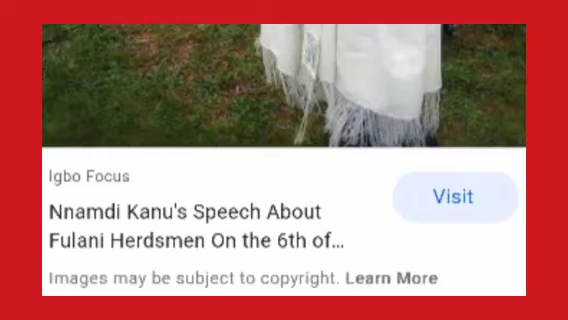 Igbo Focus
Visit
Nnamdi Kanu's Speech About
Fulani Herdsmen On the 6th of...
Images may be subject to copyright. Learn More